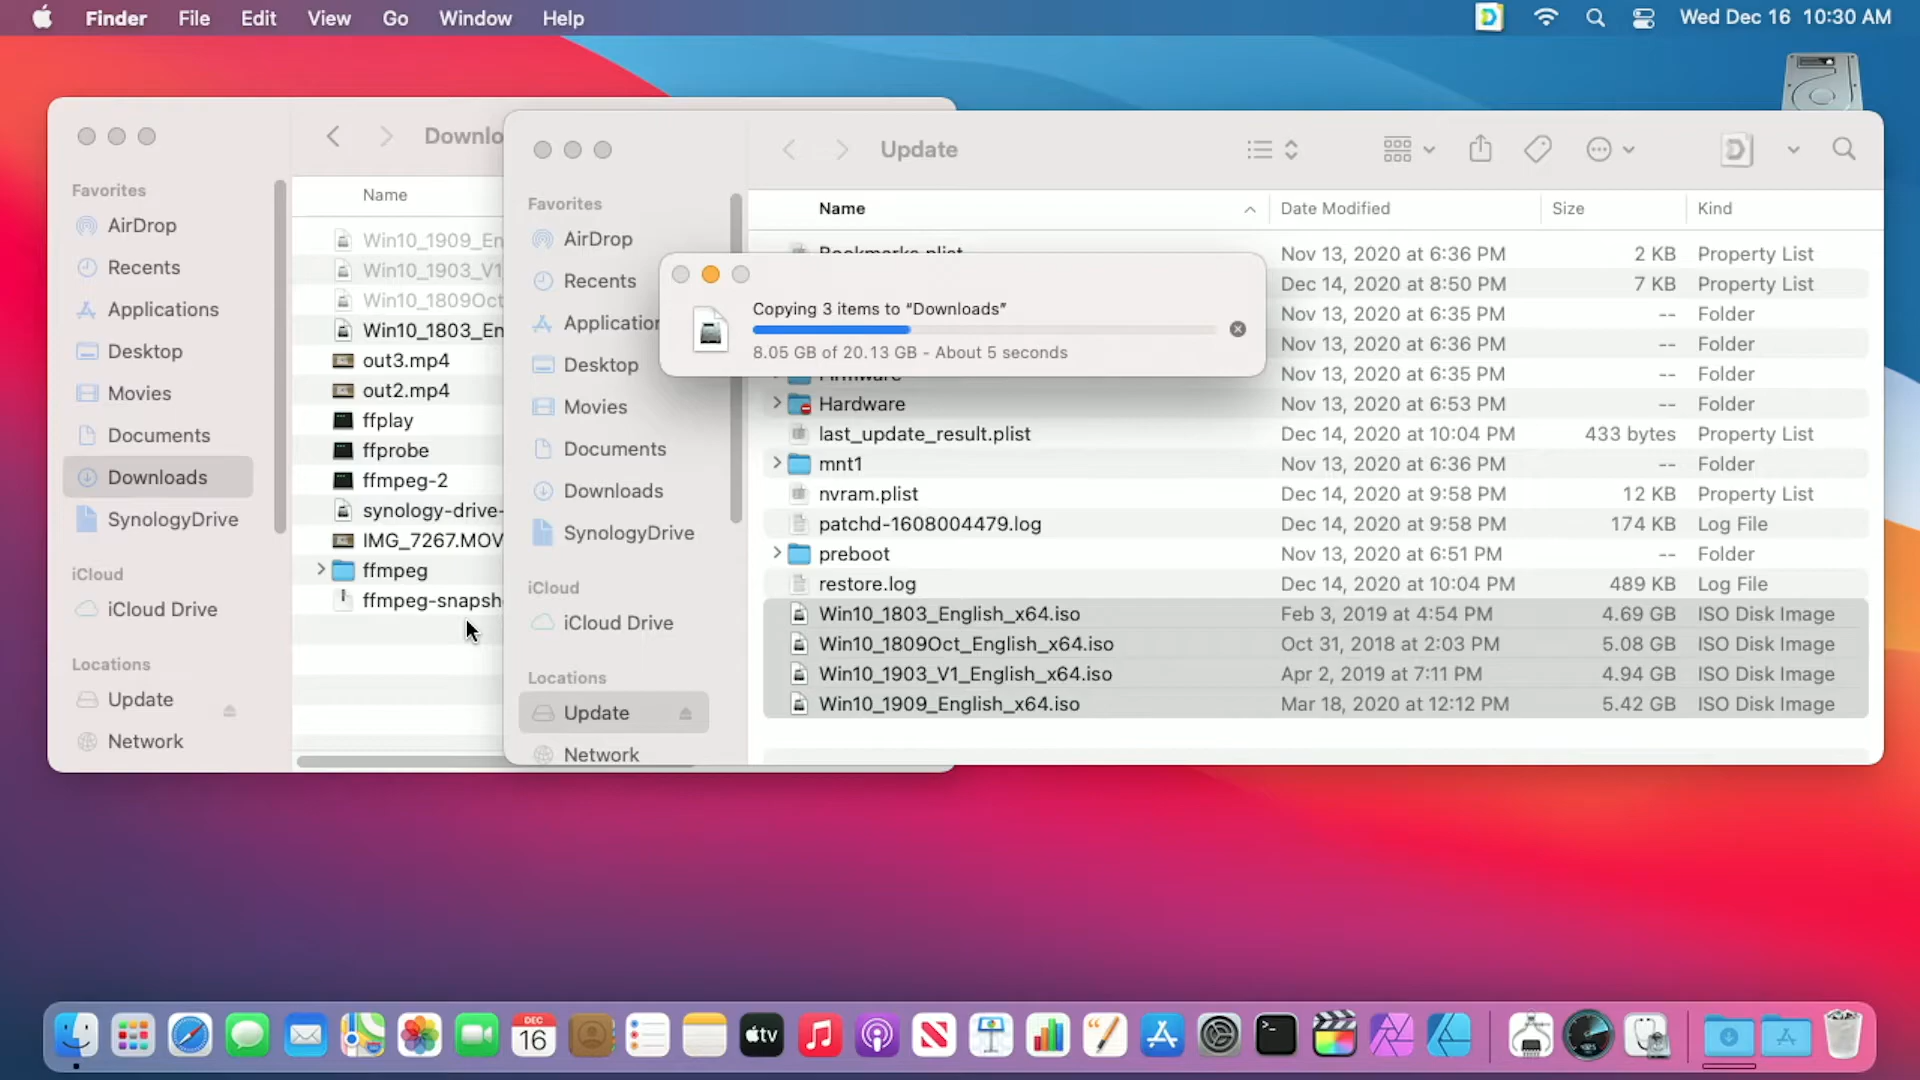 Finder File Edit View Go Window Help
Wed Dec 16 10:30 AM
Downlo
Favorites
AirDrop
Recents
Applications
Desktop
Movies
Documents
Downloads
SynologyDrive
iCloud
iCloud Drive
Locations
Update
Network
Name
Win10_1909_En
Win10_1903_V1
Win10_1809Oct
Win10_1803_En
out3.mp4
out2.mp4
ffplay
ffprobe
ffmpeg-2
synology-drive-
IMG_7267.MOV
ffmpeg
ffmpeg-snapsh
Update
Favorites
AirDrop
Recents
Application
Desktop
Movies
Documents
Downloads
SynologyDrive
iCloud
iCloud Drive
Locations
Update
Network
Name Date Modified Size Kind
Bookmarks.plist Nov 13, 2020 at 6:36 PM 2 KB Property List
Dec 14, 2020 at 8:50 PM 7 KB Property List
Nov 13, 2020 at 6:35 PM -- Folder
Nov 13, 2020 at 6:36 PM -- Folder
Firmware Nov 13, 2020 at 6:35 PM -- Folder
Hardware Nov 13, 2020 at 6:53 PM -- Folder
last_update_result.plist Dec 14, 2020 at 10:04 PM 433 bytes Property List
mnt1 Nov 13, 2020 at 6:36 PM -- Folder
nvram.plist Dec 14, 2020 at 9:58 PM 12 KB Property List
patchd-1608004479.log Dec 14, 2020 at 9:58 PM 174 KB Log File
preboot Nov 13, 2020 at 6:51 PM -- Folder
restore.log Dec 14, 2020 at 10:04 PM 489 KB Log File
Win10_1803_English_x64.iso Feb 3, 2019 at 4:54 PM 4.69 GB ISO Disk Image
Win10_1809Oct_English_x64.iso Oct 31, 2018 at 2:03 PM 5.08 GB ISO Disk Image
Win10_1903_V1_English_x64.iso Apr 2, 2019 at 7:11 PM 4.94 GB ISO Disk Image
Win10_1909_English_x64.iso Mar 18, 2020 at 12:12 PM 5.42 GB ISO Disk Image
Copying 3 items to “Downloads”
8.05 GB of 20.13 GB - About 5 seconds
DEC
16
tv